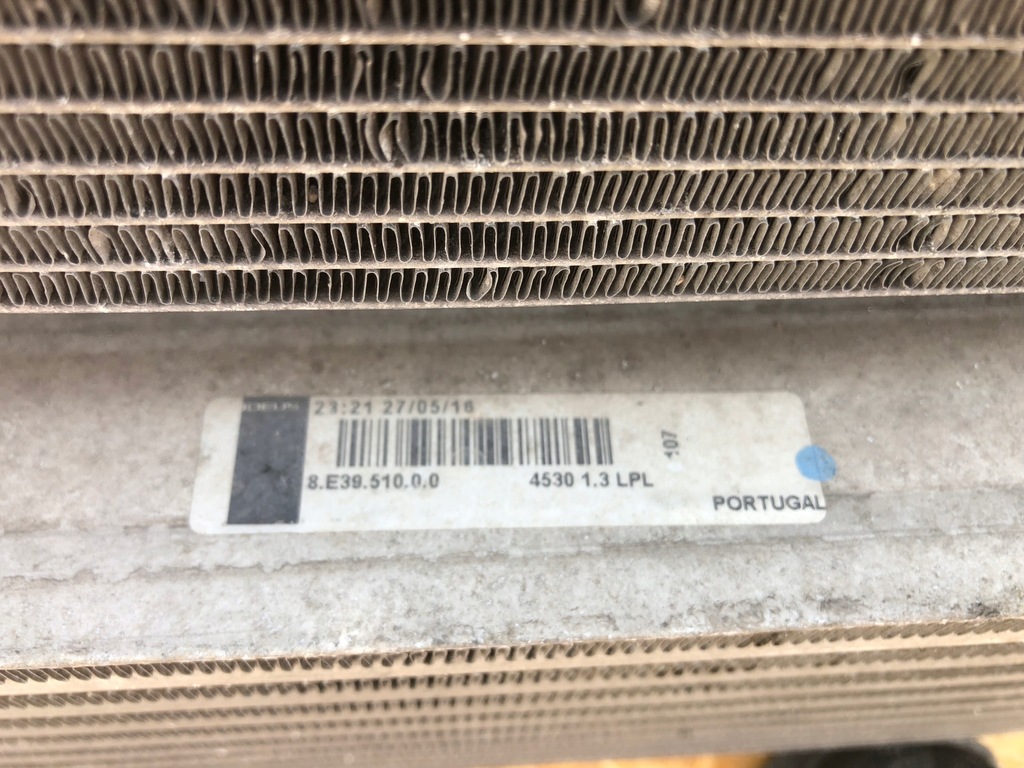 23:21 27/05/16
107
8.E39.510.0.0 4530 1.3 LPL
PORTUGAL